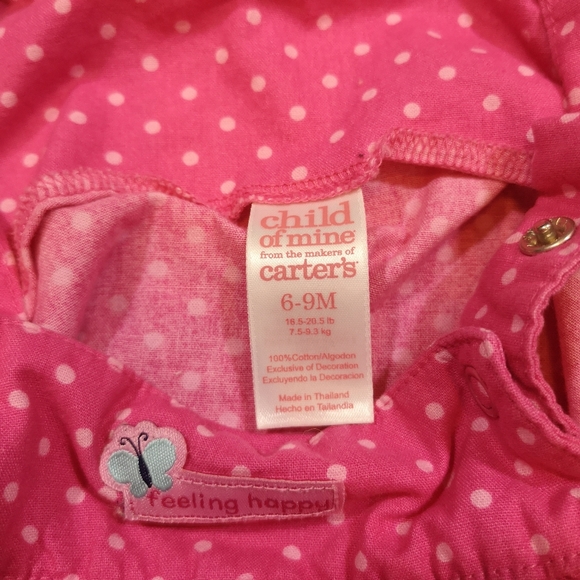 child
of mine
from the makers of
carter's
6-9M
16.5-20.5 lb
7.5-9.3 kg
100%Cotton/Algodon
Exclusive of Decoration
Excluyendo la Decoracion
Made in Thailand
Hecho en Tailandia
feeling happy